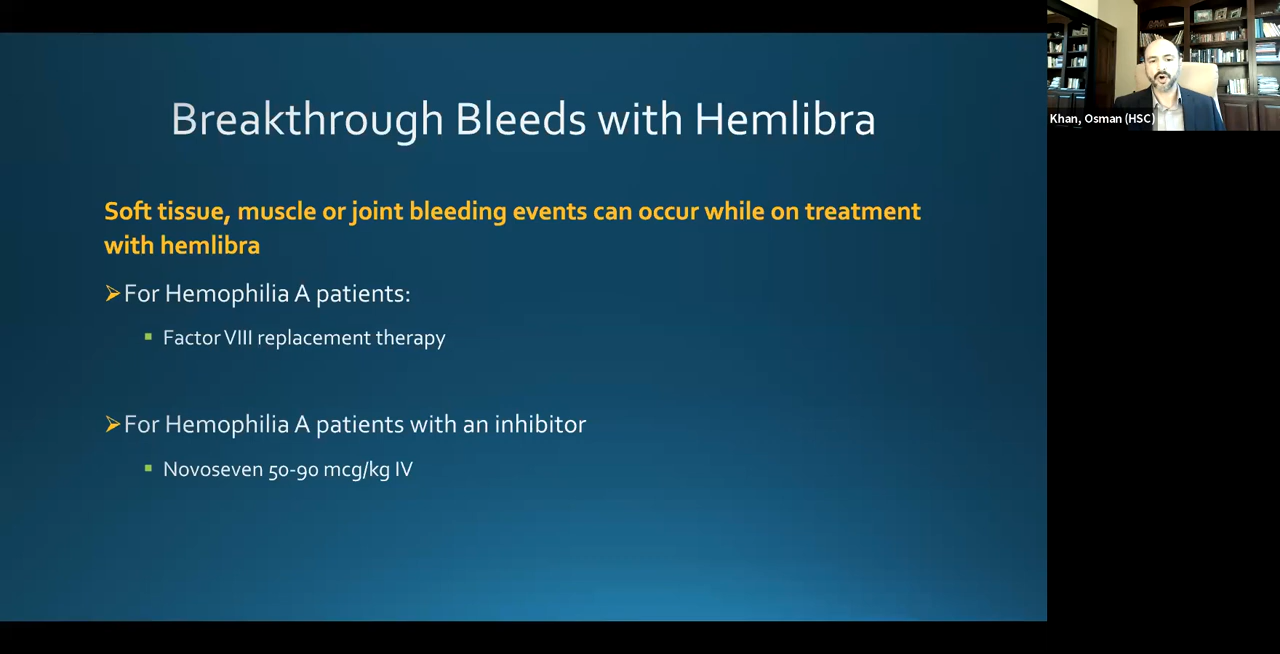 Breakthrough Bleeds with Hemlibra
Soft tissue, muscle or joint bleeding events can occur while on treatment
with hemlibra
For Hemophilia A patients:
Factor VIII replacement therapy
For Hemophilia A patients with an inhibitor
Novoseven 50-90 mcg/kg IV
Khan, Osman (HSC)